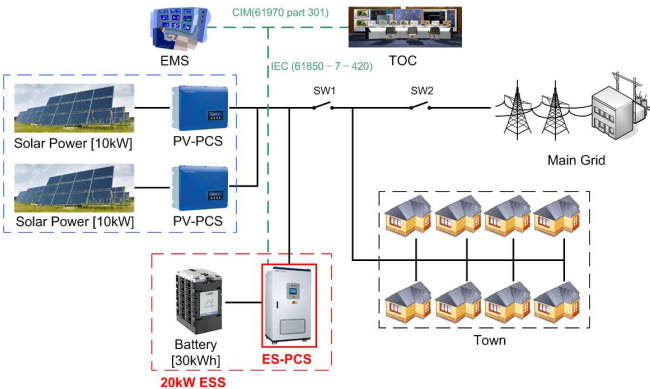 CIM(61970 part 301)
EMS
TOC
IEC (61850 – 7 – 420)
SW1
SW2
Solar Power [10kW]
PV-PCS
Main Grid
Solar Power [10kW]
PV-PCS
Battery
[30kWh]
ES-PCS
Town
20kW ESS